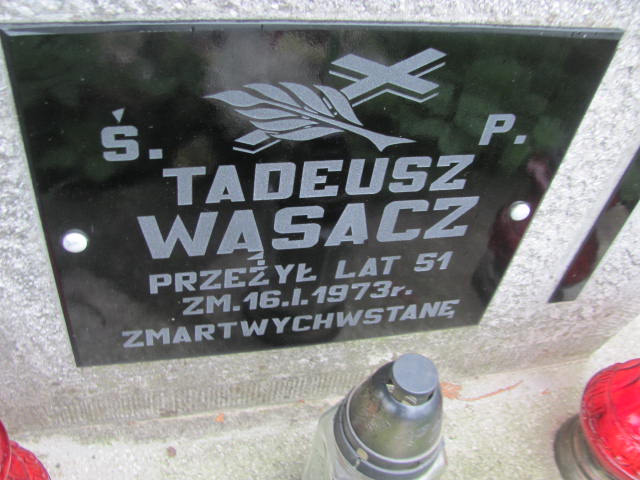 Ś. P.
TADEUSZ
WĄSACZ
PRZEŻYŁ LAT 51
ZM. 16.I.1973r.
ZMARTWYCHWSTANĘ